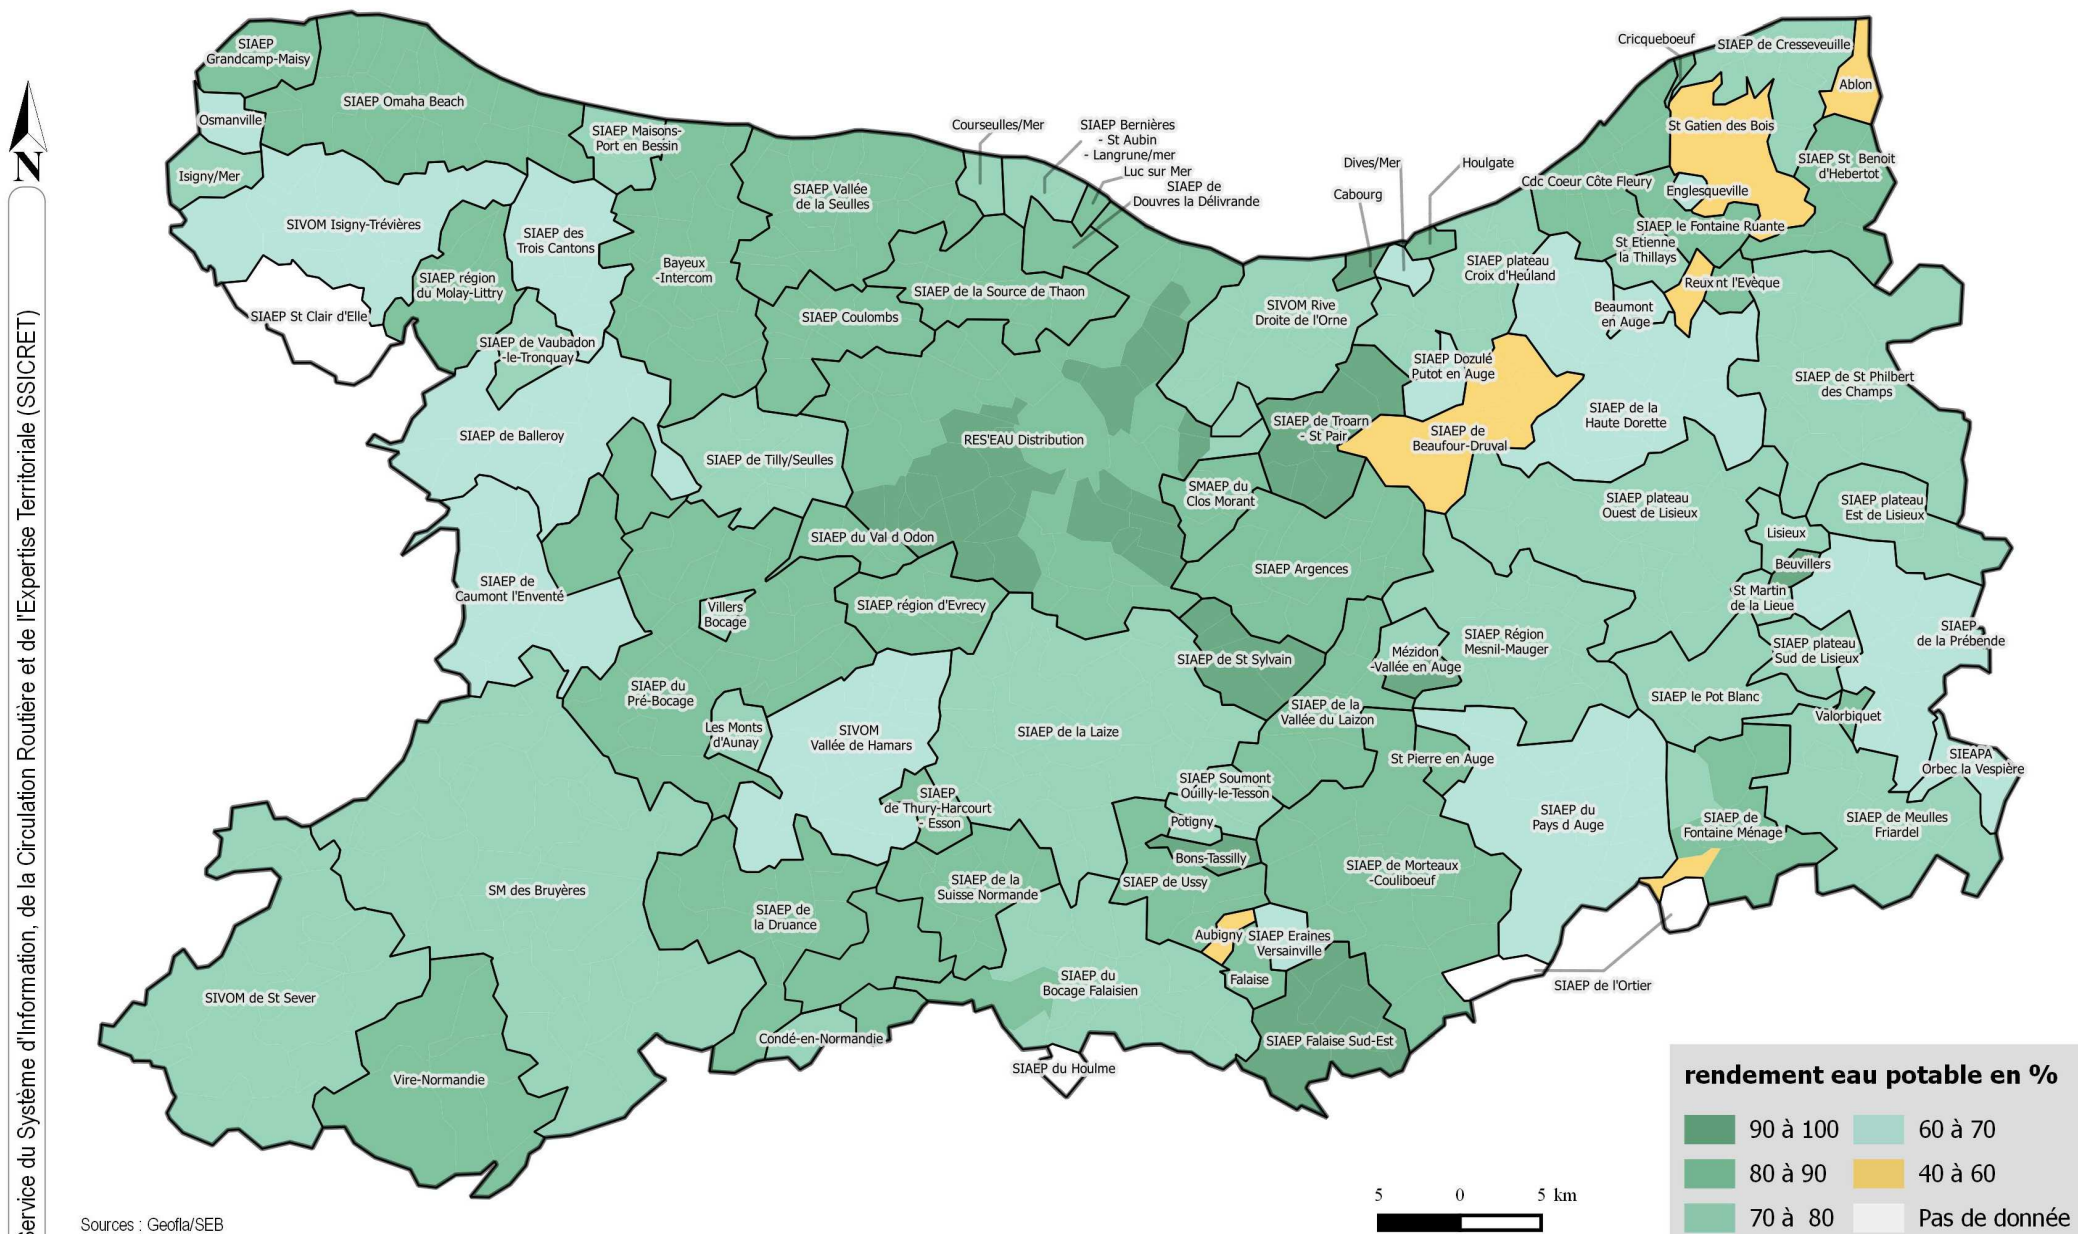 Service du Système d'Information, de la Circulation Routière et de l'Expertise Territoriale (SSICRET)
N
SIAEP
Grandcamp-Maisy
Osmanville
Isigny/Mer
SIAEP Omaha Beach
SIAEP Maisons-
Port en Bessin
SIVOM Isigny-Trévières
SIAEP des
Trois Cantons
SIAEP région
du Molay-Littry
SIAEP St Clair d'Elle
SIAEP de Vaubadon
-le-Tronquay
Bayeux
-Intercom
SIAEP Vallée
de la Seulles
Courseulles/Mer
SIAEP Bernières
- St Aubin
- Langrune/mer
Luc sur Mer
SIAEP de
Douvres la Délivrande
SIAEP de la Source de Thaon
SIAEP Coulombs
Cabourg
Dives/Mer
Houlgate
SIVOM Rive
Droite de l'Orne
SIAEP plateau
Croix d'Heûland
Cricqueboeuf
SIAEP de Cresseveuille
Ablon
St Gatien des Bois
SIAEP St Benoit
d'Hebertot
Cdc Coeur Côte Fleury
Englesqueville
SIAEP le Fontaine Ruante
St Etienne
la Thillays
Reux
nt l'Evèque
Beaumont
en Auge
SIAEP Dozulé
Putot en Auge
SIAEP de St Philbert
des Champs
SIAEP de la
Haute Dorette
SIAEP de
Beaufour-Druval
SIAEP de Troarn
- St Pair
SIAEP de Balleroy
SIAEP de Tilly/Seulles
RES'EAU Distribution
SMAEP du
Clos Morant
SIAEP plateau
Ouest de Lisieux
SIAEP plateau
Est de Lisieux
Lisieux
Beuvillers
St Martin
de la Lieue
SIAEP du Val d Odon
SIAEP Argences
SIAEP de
Caumont l'Enventé
Villers
Bocage
SIAEP région d'Evrecy
SIAEP de St Sylvain
Mézidon
-Vallée en Auge
SIAEP Région
Mesnil-Mauger
SIAEP plateau
Sud de Lisieux
SIAEP
de la Prébende
SIAEP le Pot Blanc
Valorbiquet
SIAEP du
Pré-Bocage
Les Monts
d'Aunay
SIVOM
Vallée de Hamars
SIAEP de la Laize
SIAEP de la
Vallée du Laizon
St Pierre en Auge
SIEAPA
Orbec la Vespière
SIAEP
de Thury-Harcourt
- Esson
SIAEP Soumont
Ouilly-le-Tesson
Potigny
Bons-Tassilly
SIAEP de Ussy
SIAEP du
Pays d Auge
SIAEP de
Fontaine Ménage
SIAEP de Meulles
Friardel
SM des Bruyères
SIAEP de
la Druance
SIAEP de la
Suisse Normande
SIAEP de Morteaux
-Couliboeuf
Aubigny
SIAEP Eraines
Versainville
Falaise
SIVOM de St Sever
SIAEP du
Bocage Falaisien
SIAEP de l'Ortier
Condé-en-Normandie
SIAEP du Houlme
SIAEP Falaise Sud-Est
Vire-Normandie
rendement eau potable en %
90 à 100
60 à 70
80 à 90
40 à 60
70 à 80
Pas de donnée
5 0 5 km
Sources : Geofla/SEB